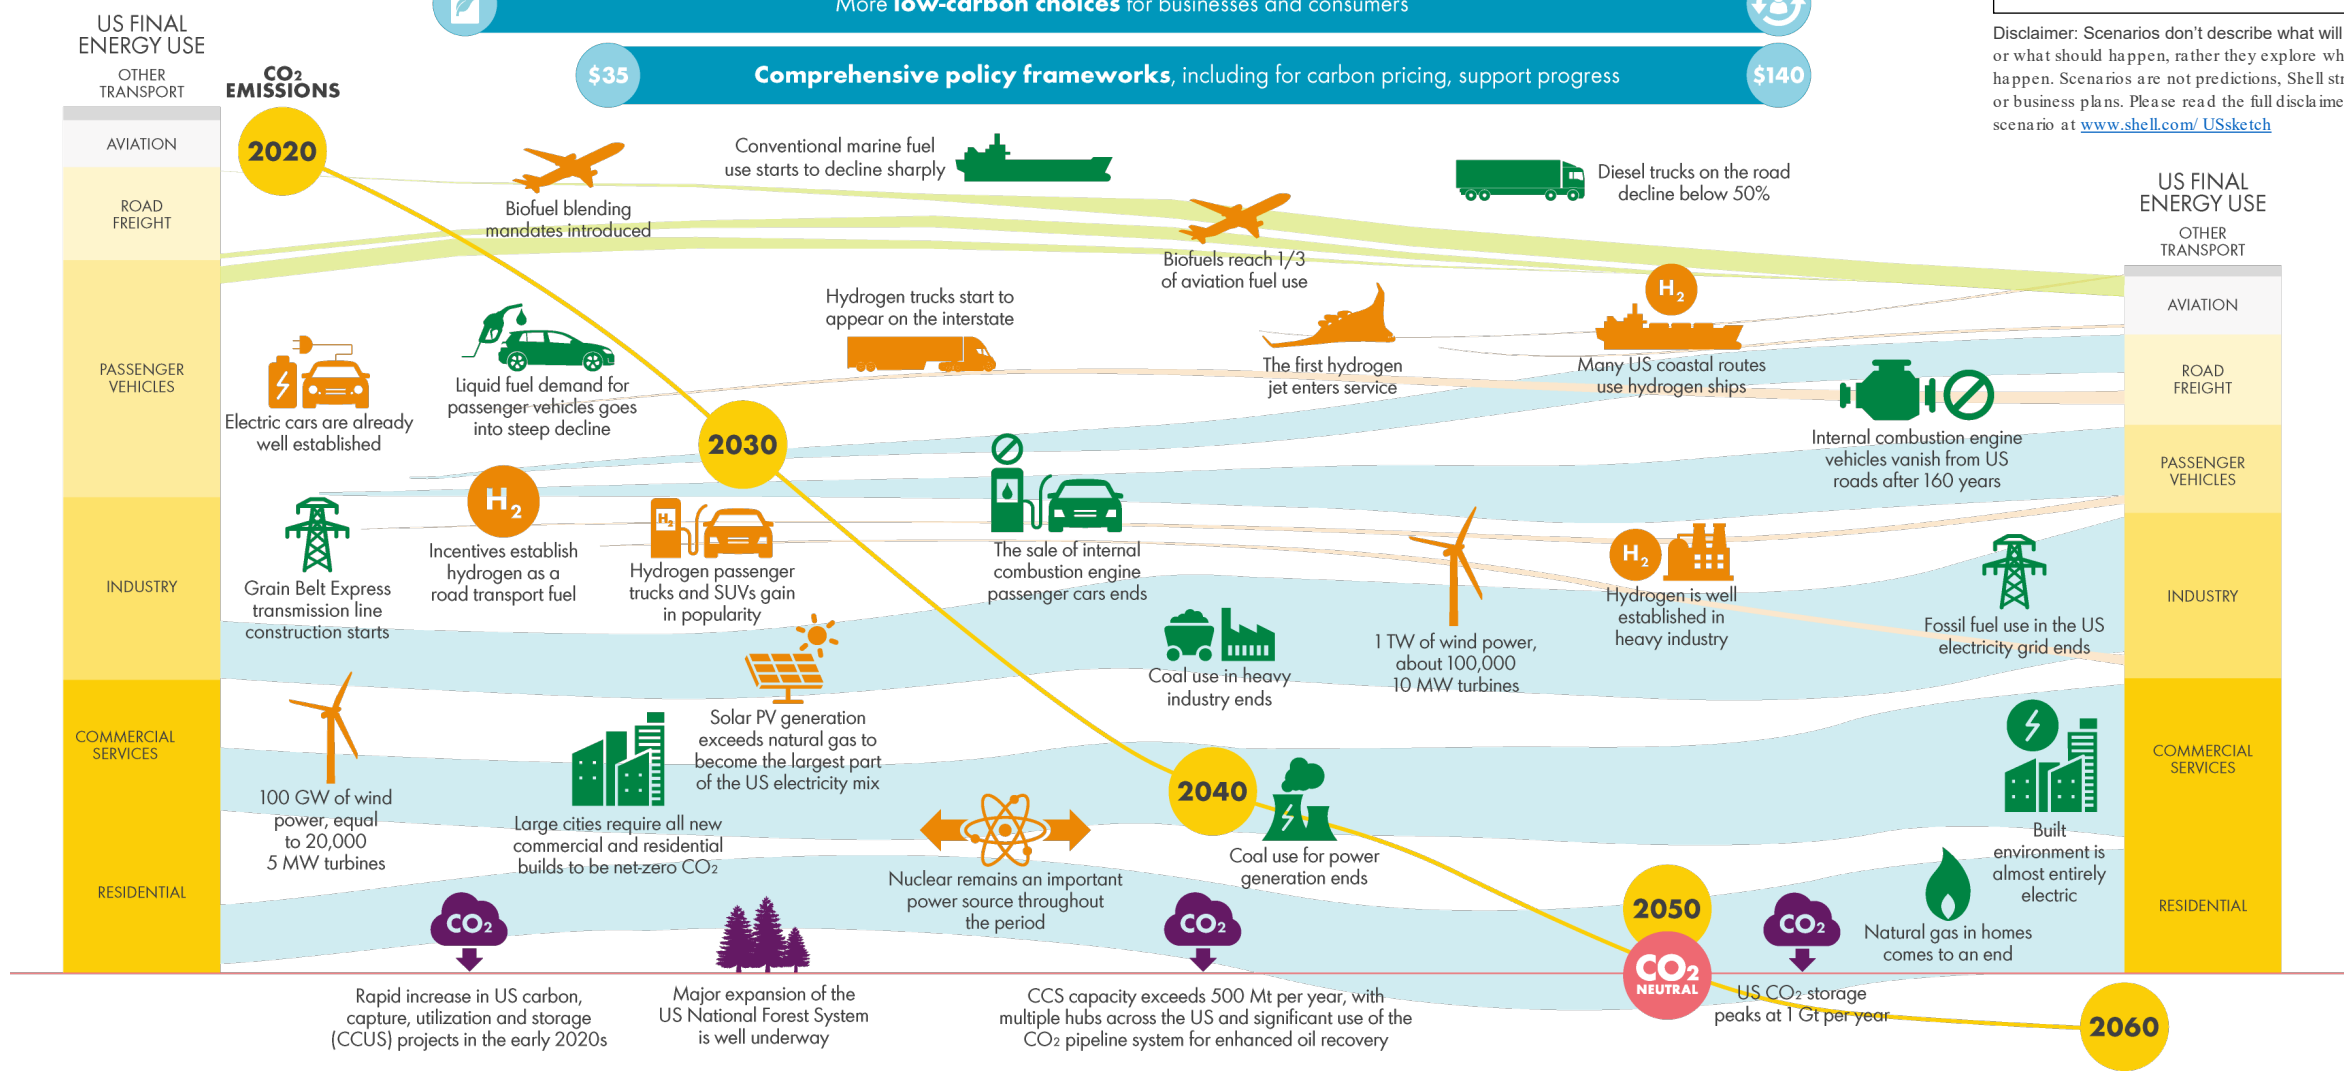 US FINAL
ENERGY USE
OTHER
TRANSPORT
AVIATION
ROAD
FREIGHT
PASSENGER
VEHICLES
INDUSTRY
COMMERCIAL
SERVICES
RESIDENTIAL
CO2
EMISSIONS
More low-carbon choices for businesses and consumers
$35
Comprehensive policy frameworks, including for carbon pricing, support progress
$140
Disclaimer: Scenarios don't describe what will
or what should happen, rather they explore
happen. Scenarios are not predictions, Shell
or business plans. Please read the full
scenario at www.shell.com/ USsketch
2020
Biofuel blending
mandates introduced
Conventional marine fuel
use starts to decline sharply
Biofuels reach 1/3
of aviation fuel use
Diesel trucks on the road
decline below 50%
Electric cars are already
well established
Liquid fuel demand for
passenger vehicles goes
into steep decline
Hydrogen trucks start to
appear on the interstate
The first hydrogen
jet enters service
H2
Many US coastal routes
use hydrogen ships
Internal combustion engine
vehicles vanish from US
roads after 160 years
2030
Grain Belt Express
transmission line
construction starts
H2
Incentives establish
hydrogen as a
road transport fuel
H2
Hydrogen passenger
trucks and SUVs gain
in popularity
The sale of internal
combustion engine
passenger cars ends
Coal use in heavy
industry ends
1 TW of wind power,
about 100,000
10 MW turbines
H2
Hydrogen is well
established in
heavy industry
Fossil fuel use in the US
electricity grid ends
100 GW of wind
power, equal
to 20,000
5 MW turbines
Large cities require all new
commercial and residential
builds to be net-zero CO2
Solar PV generation
exceeds natural gas to
become the largest part
of the US electricity mix
Nuclear remains an important
power source throughout
the period
2040
Coal use for power
generation ends
2050
CO2
NEUTRAL
Natural gas in homes
comes to an end
Built
environment is
almost entirely
electric
CO2
Rapid increase in US carbon,
capture, utilization and storage
(CCUS) projects in the early 2020s
Major expansion of the
US National Forest System
is well underway
CO2
CCS capacity exceeds 500 Mt per year, with
multiple hubs across the US and significant use of the
CO2 pipeline system for enhanced oil recovery
CO2
US CO2 storage
peaks at 1 Gt per year
2060
US FINAL
ENERGY USE
OTHER
TRANSPORT
AVIATION
ROAD
FREIGHT
PASSENGER
VEHICLES
INDUSTRY
COMMERCIAL
SERVICES
RESIDENTIAL